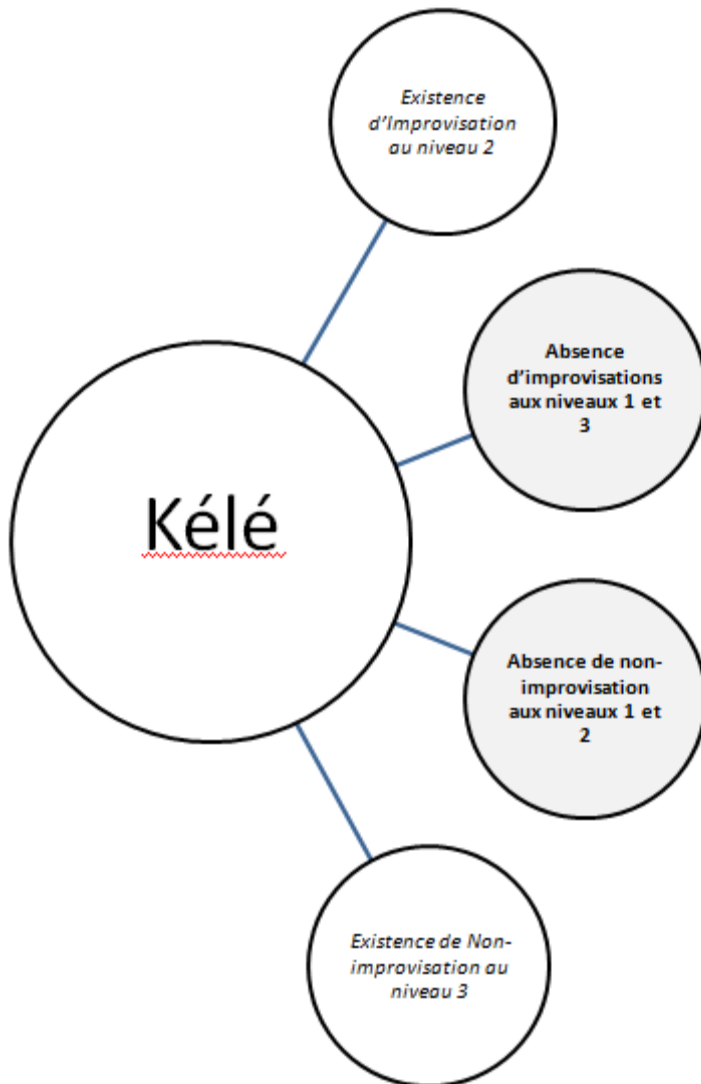 Existence
d'Improvisation
au niveau 2
Absence
d'improvisations
aux niveaux 1 et
3
Kélé
Absence de non-
improvisation
aux niveaux 1 et
2
Existence de Non-
improvisation au
niveau 3